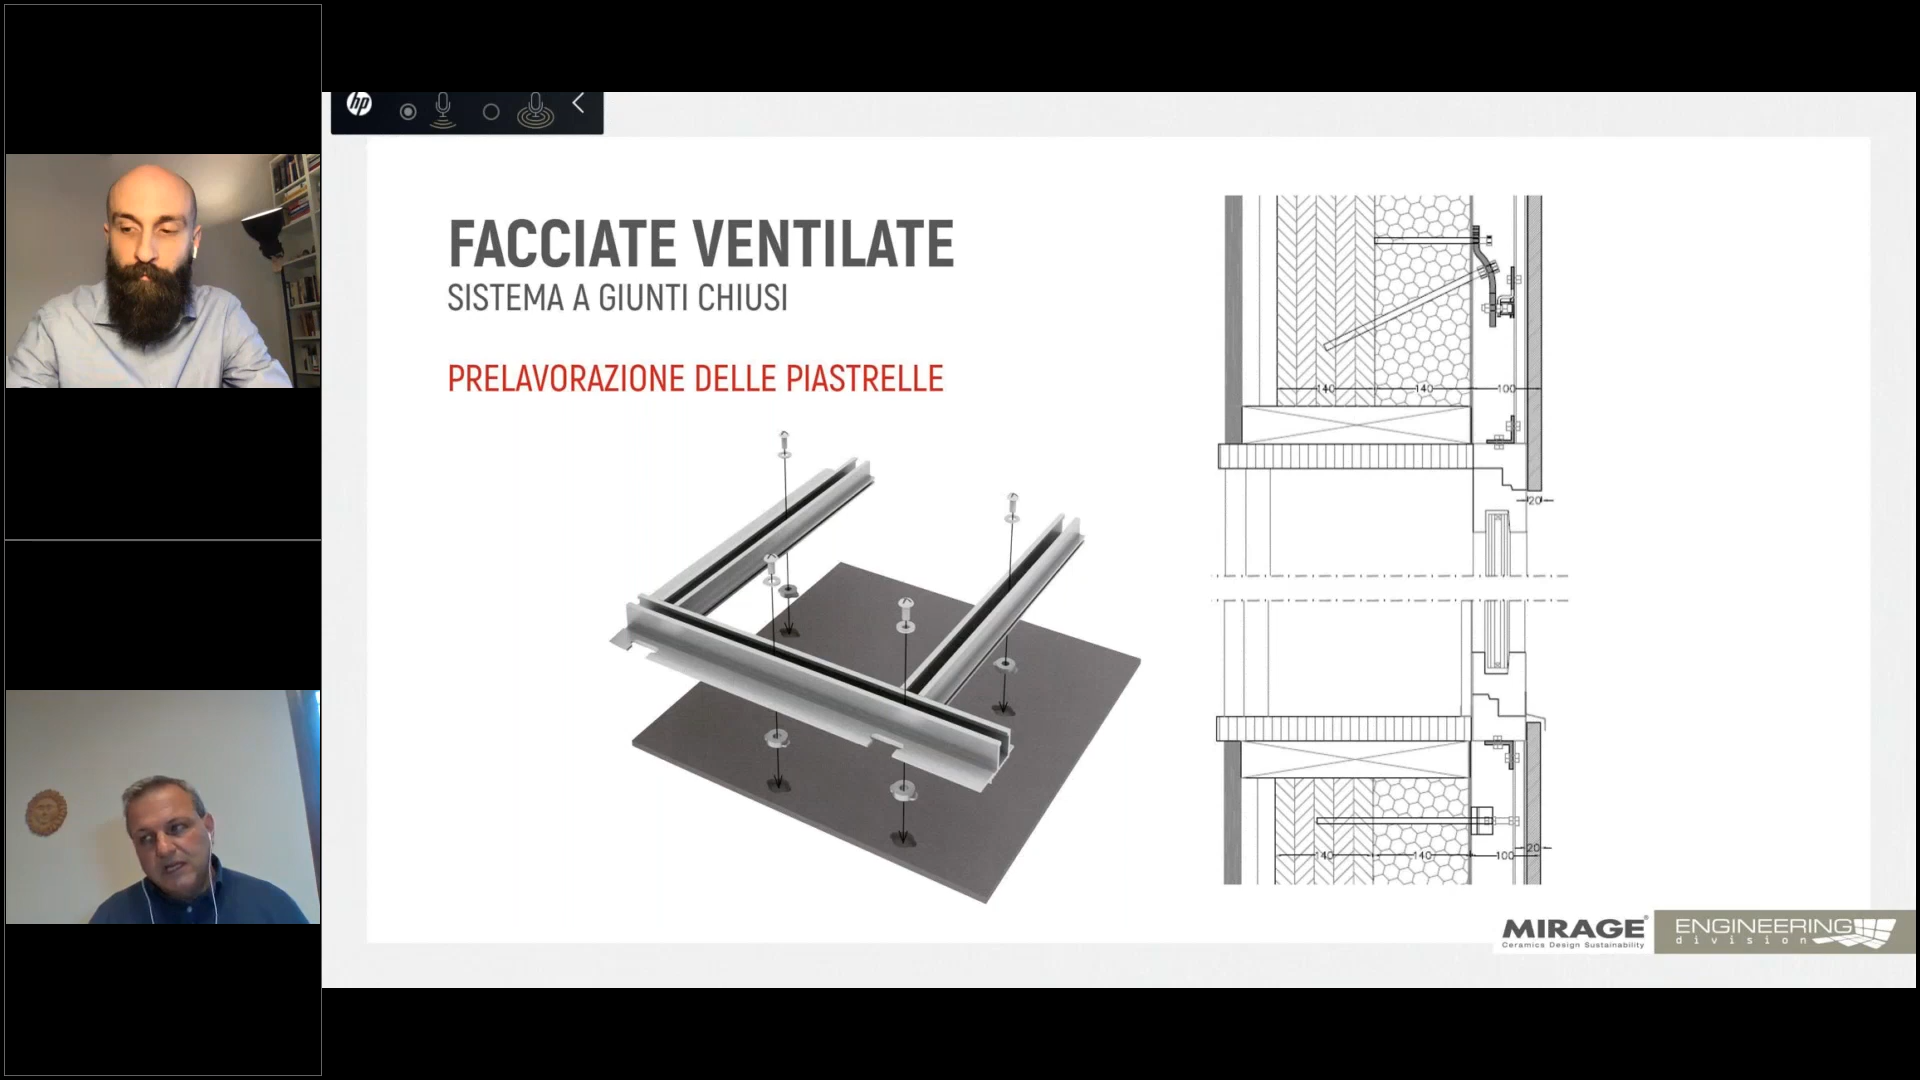 hp
FACCIATE VENTILATE
SISTEMA A GIUNTI CHIUSI
PRELAVORAZIONE DELLE PIASTRELLE
140 140 100
20
20
140 140 100
MIRAGE®
Ceramics Design Sustainability
ENGINEERING
division